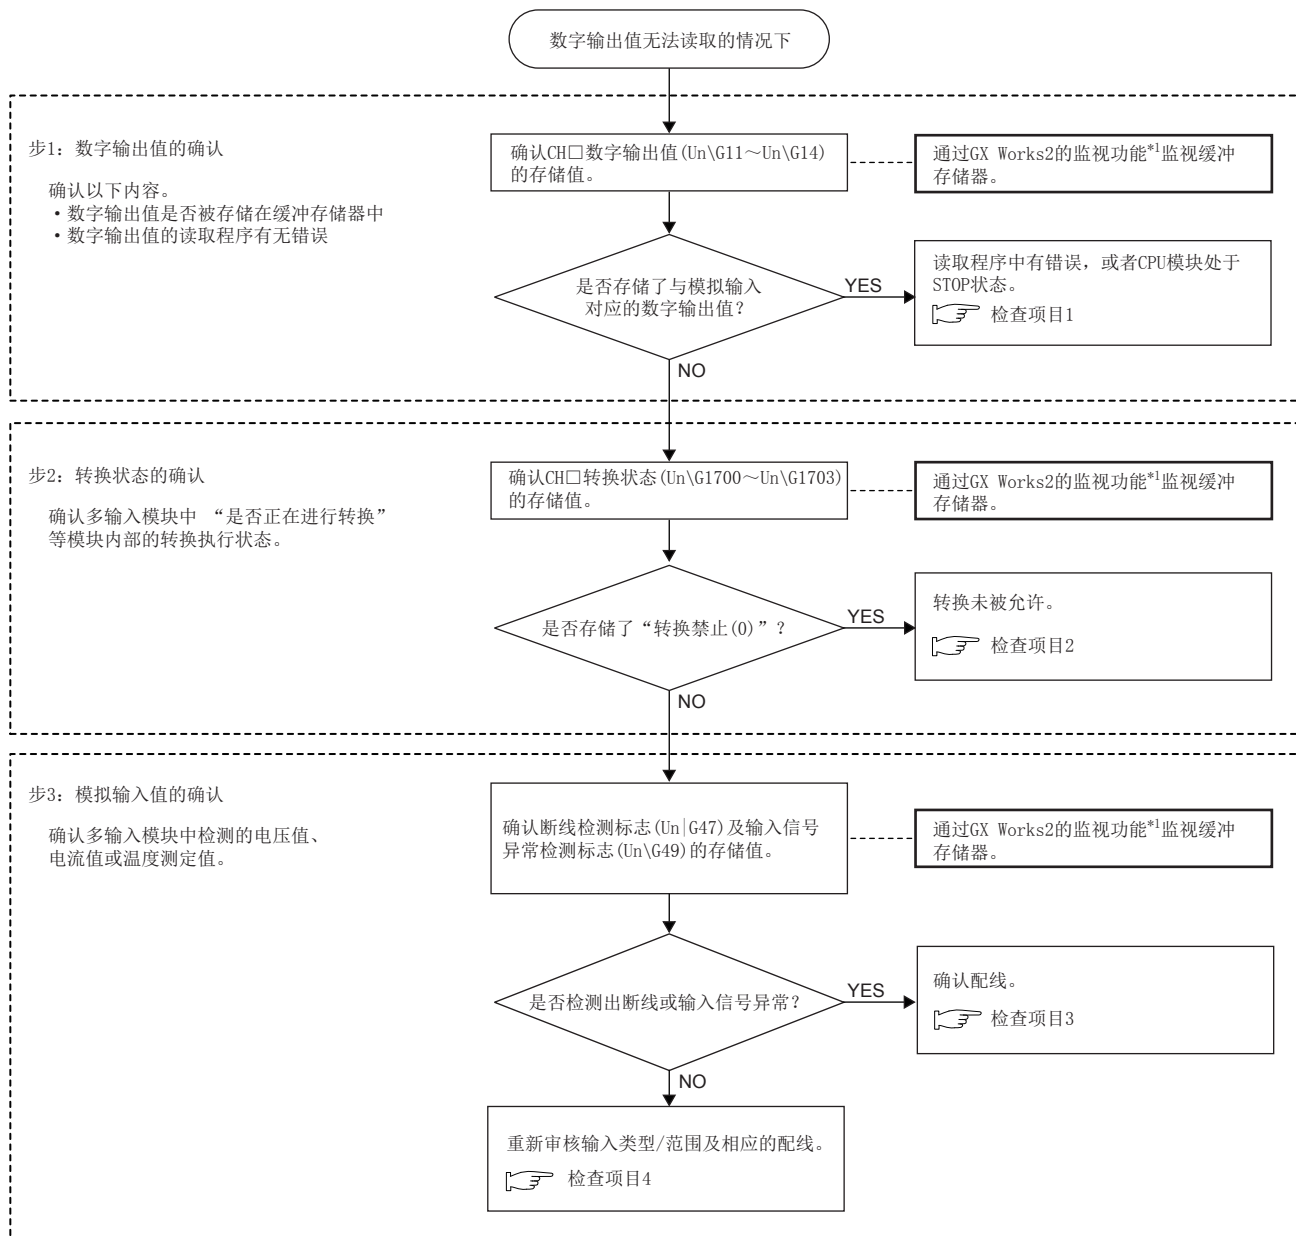 数字输出值无法读取的情况下
步1：数字输出值的确认
确认以下内容。
・数字输出值是否被存储在缓冲存储器中
・数字输出值的读取程序有无错误
确认CH□数字输出值(Un\G11～Un\G14)
的存储值。
通过GX Works2的监视功能*1监视缓冲
存储器。
是否存储了与模拟输入
对应的数字输出值？
YES
读取程序中有错误，或者CPU模块处于
STOP状态。
检查项目1
NO
步2：转换状态的确认
确认多输入模块中 “是否正在进行转换”
等模块内部的转换执行状态。
确认CH□转换状态(Un\G1700～Un\G1703)
的存储值。
通过GX Works2的监视功能*1监视缓冲
存储器。
是否存储了“转换禁止(0)”？
YES
转换未被允许。
检查项目2
NO
步3：模拟输入值的确认
确认多输入模块中检测的电压值、
电流值或温度测定值。
确认断线检测标志(Un|G47)及输入信号
异常检测标志(Un\G49)的存储值。
通过GX Works2的监视功能*1监视缓冲
存储器。
是否检测出断线或输入信号异常？
YES
确认配线。
检查项目3
NO
重新审核输入类型/范围及相应的配线。
检查项目4